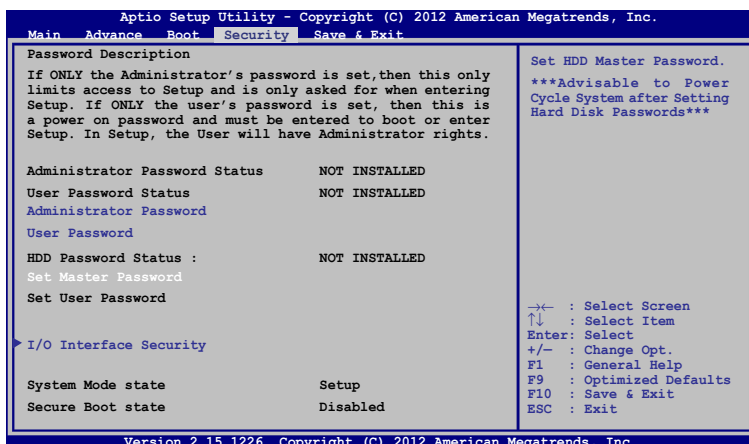 Aptio Setup Utility - Copyright (C) 2012 American Megatrends, Inc.
Main Advance Boot Security Save & Exit
Password Description
If ONLY the Administrator's password is set,then this only
limits access to Setup and is only asked for when entering
Setup. If ONLY the user's password is set, then this is
a power on password and must be entered to boot or enter
Setup. In Setup, the User will have Administrator rights.
Administrator Password Status NOT INSTALLED
User Password Status NOT INSTALLED
Administrator Password
User Password
HDD Password Status : NOT INSTALLED
Set Master Password
Set User Password
I/O Interface Security
System Mode state Setup
Secure Boot state Disabled
Set HDD Master Password.
***Advisable to Power
Cycle System after Setting
Hard Disk Passwords***
→← : Select Screen
↑↓ : Select Item
Enter: Select
+/— : Change Opt.
F1 : General Help
F9 : Optimized Defaults
F10 : Save & Exit
ESC : Exit
Version 2.15.1226. Copyright (C) 2012 American Megatrends, Inc.